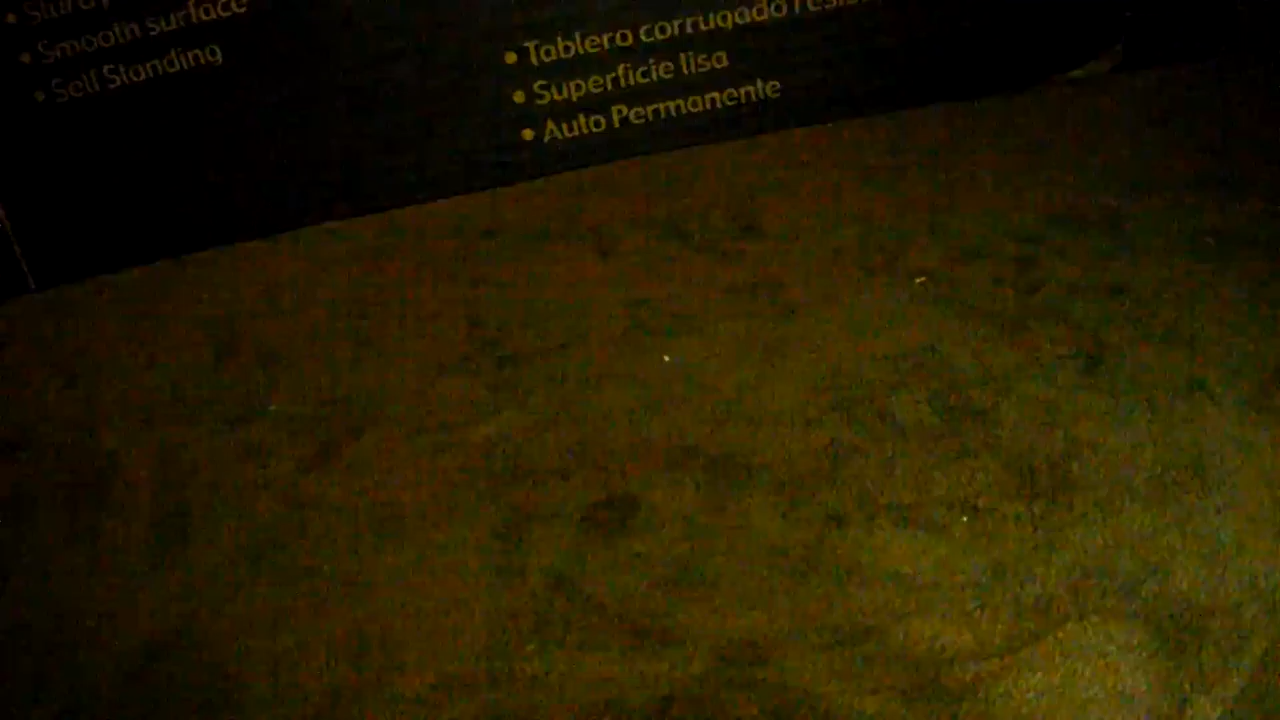 • Smooth surface
• Self Standing
• Tablero corrugado
• Superficie lisa
• Auto Permanente